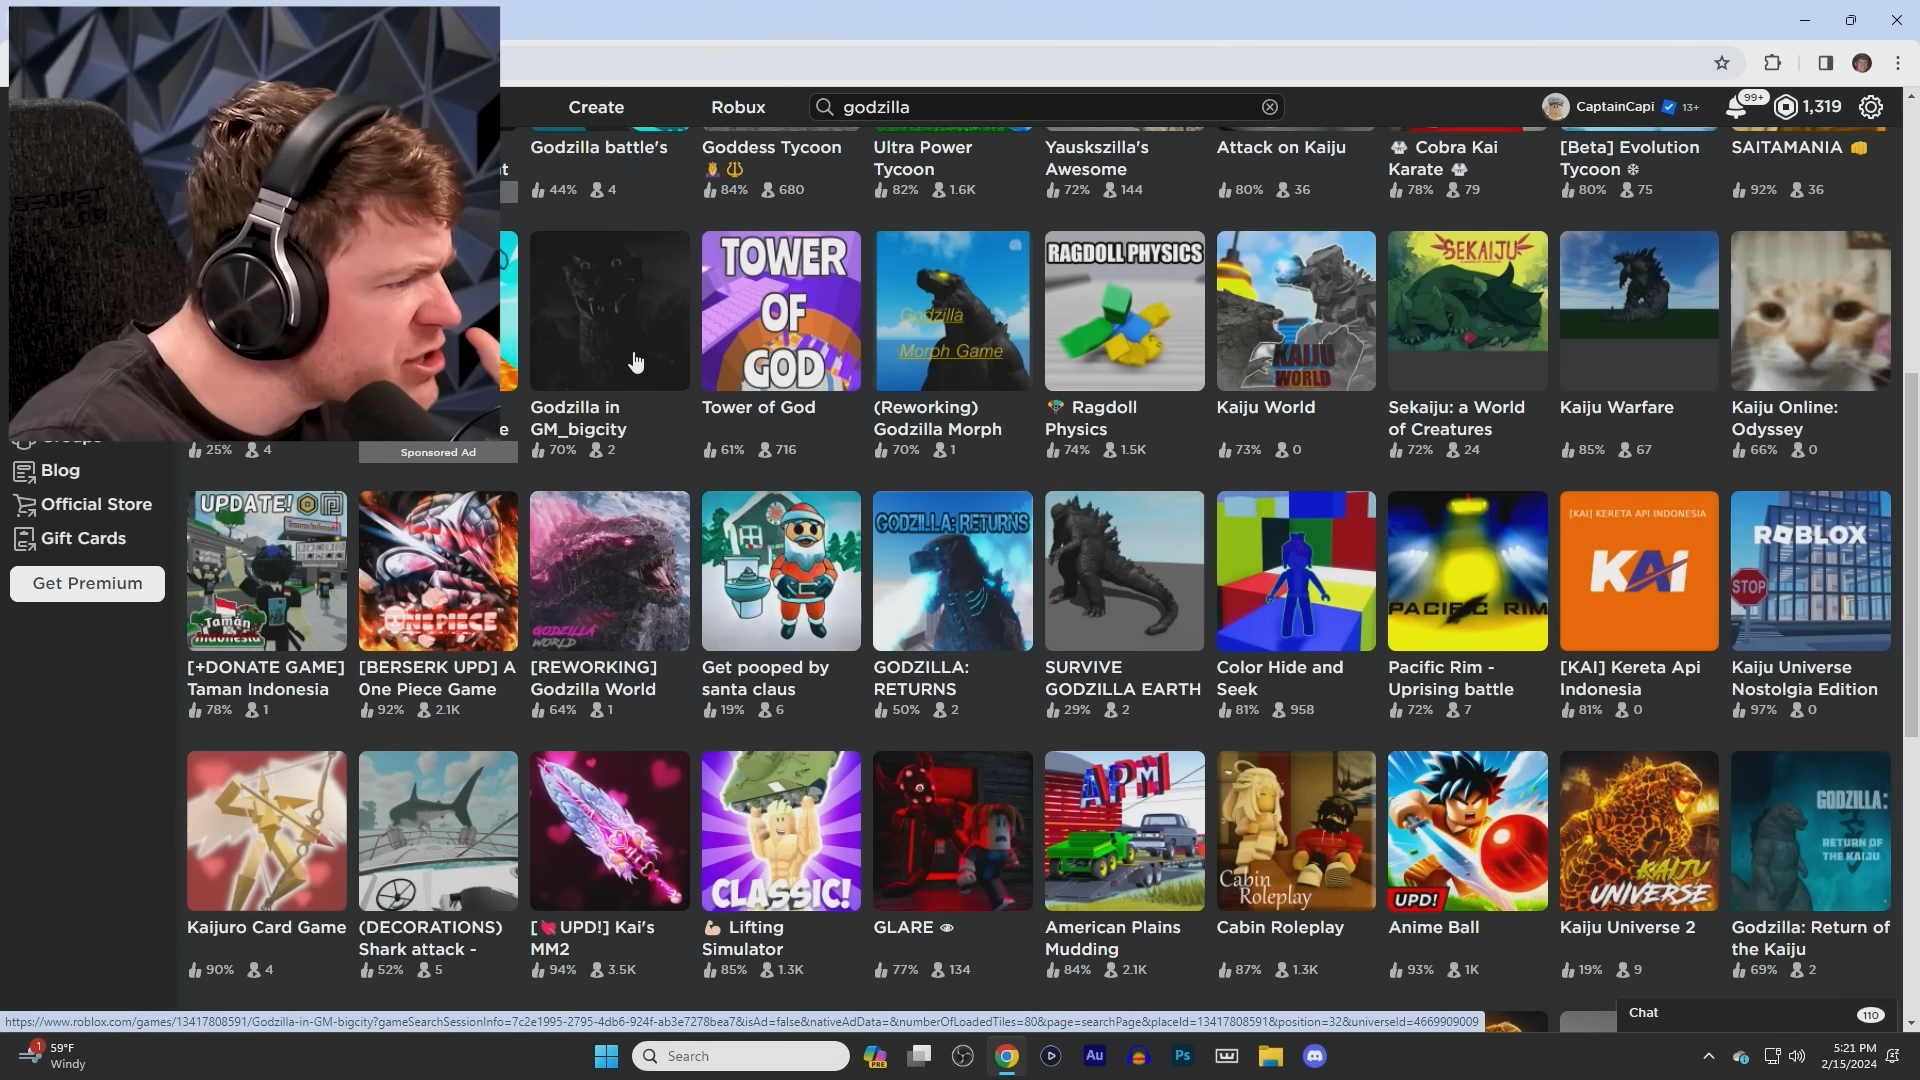 Create
Robux
godzilla
CaptainCapi
13+
99+
1,319
Godzilla battle's
44% 4
Goddess Tycoon
84% 680
Ultra Power
Tycoon
82% 1.6K
Yauskszilla's
Awesome
72% 144
Attack on Kaiju
80% 36
Cobra Kai
Karate
78% 79
[Beta] Evolution
Tycoon ❄
80% 75
SAITAMANIA 👊
92% 36
TOWER
OF
GOD
Godzilla
Morph Game
RAGDOLL PHYSICS
KAIJU
WORLD
SEKAIJU
25% 4
Sponsored Ad
Godzilla in
GM_bigcity
70% 2
Tower of God
61% 716
(Reworking)
Godzilla Morph
70% 1
🪂 Ragdoll
Physics
74% 1.5K
Kaiju World
73% 0
Sekaiju: a World
of Creatures
72% 24
Kaiju Warfare
85% 67
Kaiju Online:
Odyssey
66% 0
Blog
Official Store
Gift Cards
Get Premium
UPDATE!
Taman
Indonesia
ONE PIECE
GODZILLA
WORLD
GODZILLA: RETURNS
PACIFIC RIM
[KAI] KERETA API INDONESIA
KAI
ROBLOX
STOP
[+DONATE GAME]
Taman Indonesia
78% 1
[BERSERK UPD] A
One Piece Game
92% 2.1K
[REWORKING]
Godzilla World
64% 1
Get pooped by
santa claus
19% 6
GODZILLA:
RETURNS
50% 2
SURVIVE
GODZILLA EARTH
29% 2
Color Hide and
Seek
81% 958
Pacific Rim -
Uprising battle
72% 7
[KAI] Kereta Api
Indonesia
81% 0
Kaiju Universe
Nostolgia Edition
97% 0
CLASSIC!
APM
Cabin
Roleplay
UPD!
KAIJU
UNIVERSE
GODZILLA:
RETURN OF
THE KAIJU
Kaijuro Card Game
90% 4
(DECORATIONS)
Shark attack -
52% 5
[💘UPD!] Kai's
MM2
94% 3.5K
💪🏻 Lifting
Simulator
85% 1.3K
GLARE 👁
77% 134
American Plains
Mudding
84% 2.1K
Cabin Roleplay
87% 1.3K
Anime Ball
93% 1K
Kaiju Universe 2
19% 9
Godzilla: Return of
the Kaiju
69% 2
Chat
110
https://www.roblox.com/games/13417808591/Godzilla-in-GM-bigcity?gameSearchSessionInfo=7c2e1995-2795-4db6-924f-ab3e7278bea7&isAd=false&nativeAdData=&numberOfLoadedTiles=80&page=searchPage&placeId=13417808591&position=32&universeId=4669909009
1
59°F
Windy
Search
PRE
Au
Ps
5:21 PM
2/15/2024